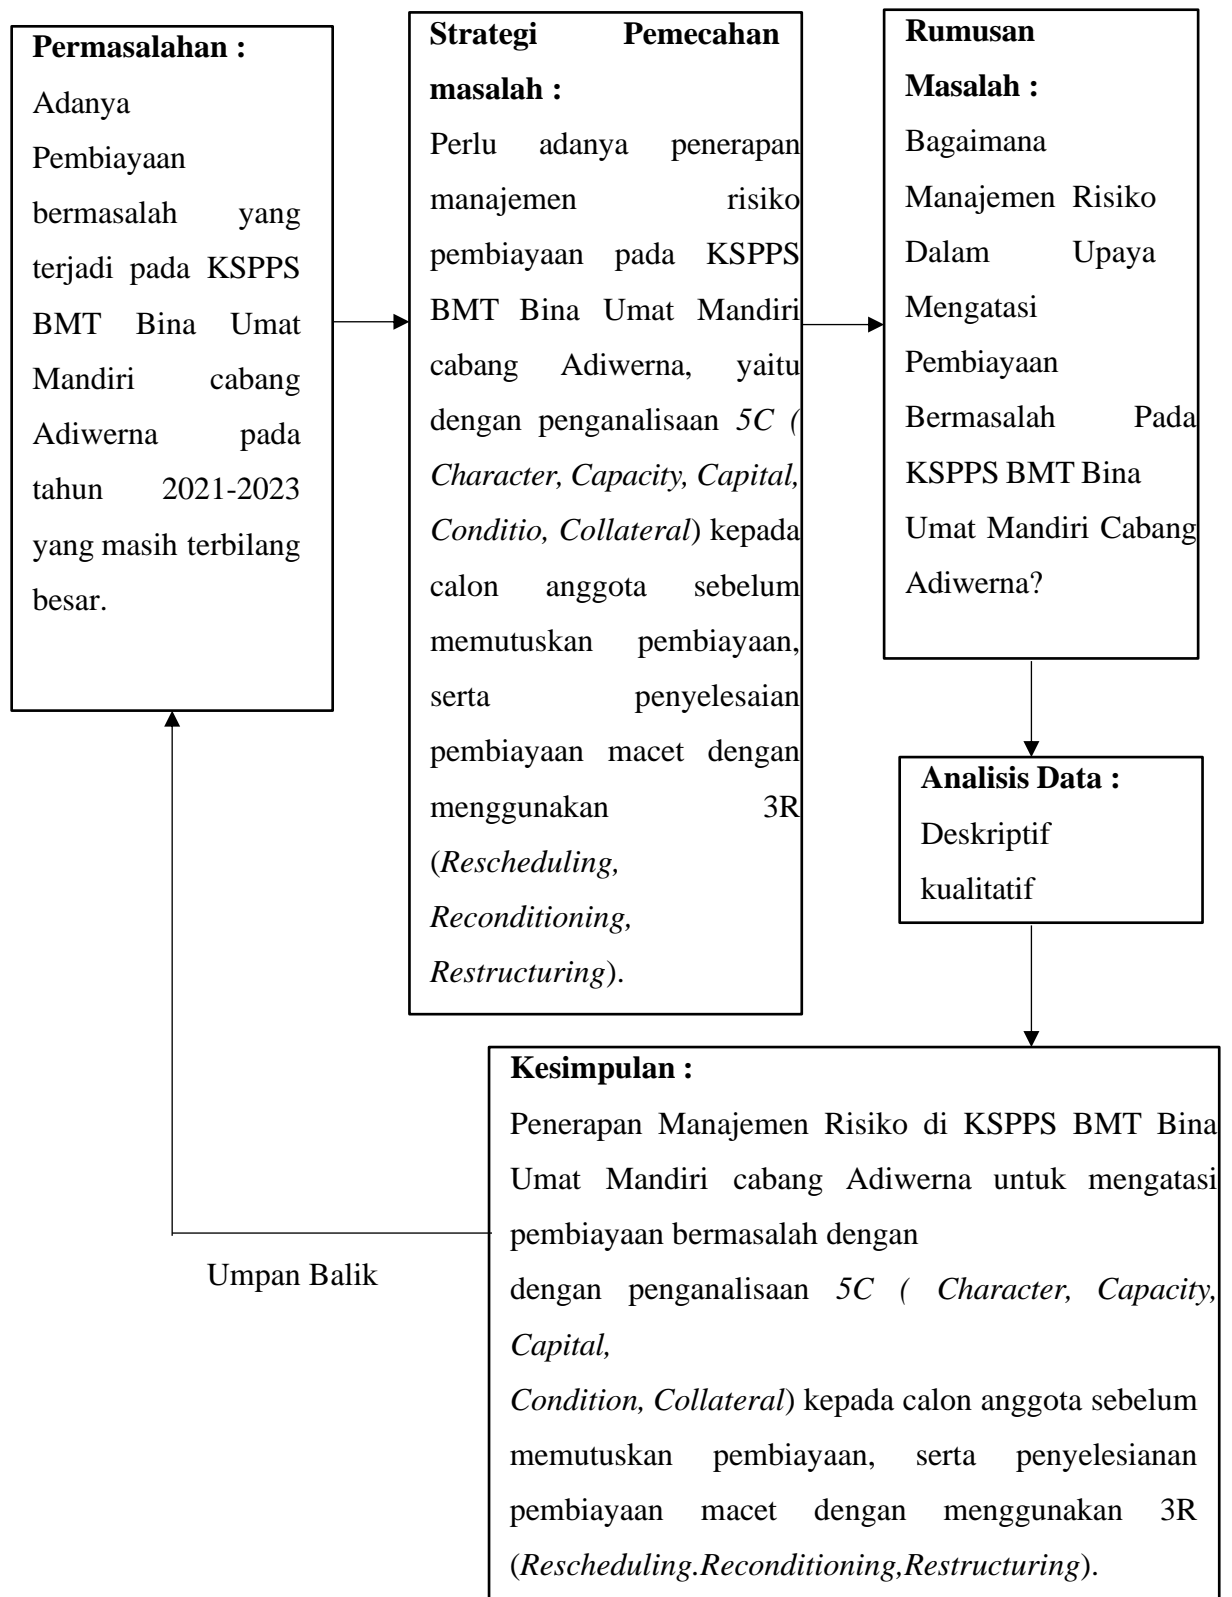 Permasalahan :
Adanya
Pembiayaan
bermasalah yang
terjadi pada KSPPS
BMT Bina Umat
Mandiri cabang
Adiwerna pada
tahun 2021-2023
yang masih terbilang
besar.
Strategi Pemecahan
masalah :
Perlu adanya penerapan
manajemen risiko
pembiayaan pada KSPPS
BMT Bina Umat Mandiri
cabang Adiwerna, yaitu
dengan penganalisaan 5C (
Character, Capacity, Capital,
Conditio, Collateral) kepada
calon anggota sebelum
memutuskan pembiayaan,
serta penyelesaian
pembiayaan macet dengan
menggunakan 3R
(Rescheduling,
Reconditioning,
Restructuring).
Rumusan
Masalah :
Bagaimana
Manajemen Risiko
Dalam Upaya
Mengatasi
Pembiayaan
Bermasalah Pada
KSPPS BMT Bina
Umat Mandiri Cabang
Adiwerna?
Analisis Data :
Deskriptif
kualitatif
Kesimpulan :
Penerapan Manajemen Risiko di KSPPS BMT Bina
Umat Mandiri cabang Adiwerna untuk mengatasi
pembiayaan bermasalah dengan
dengan penganalisaan 5C ( Character, Capacity,
Capital,
Condition, Collateral) kepada calon anggota sebelum
memutuskan pembiayaan, serta penyelesianan
pembiayaan macet dengan menggunakan 3R
(Rescheduling.Reconditioning,Restructuring).
Umpan Balik